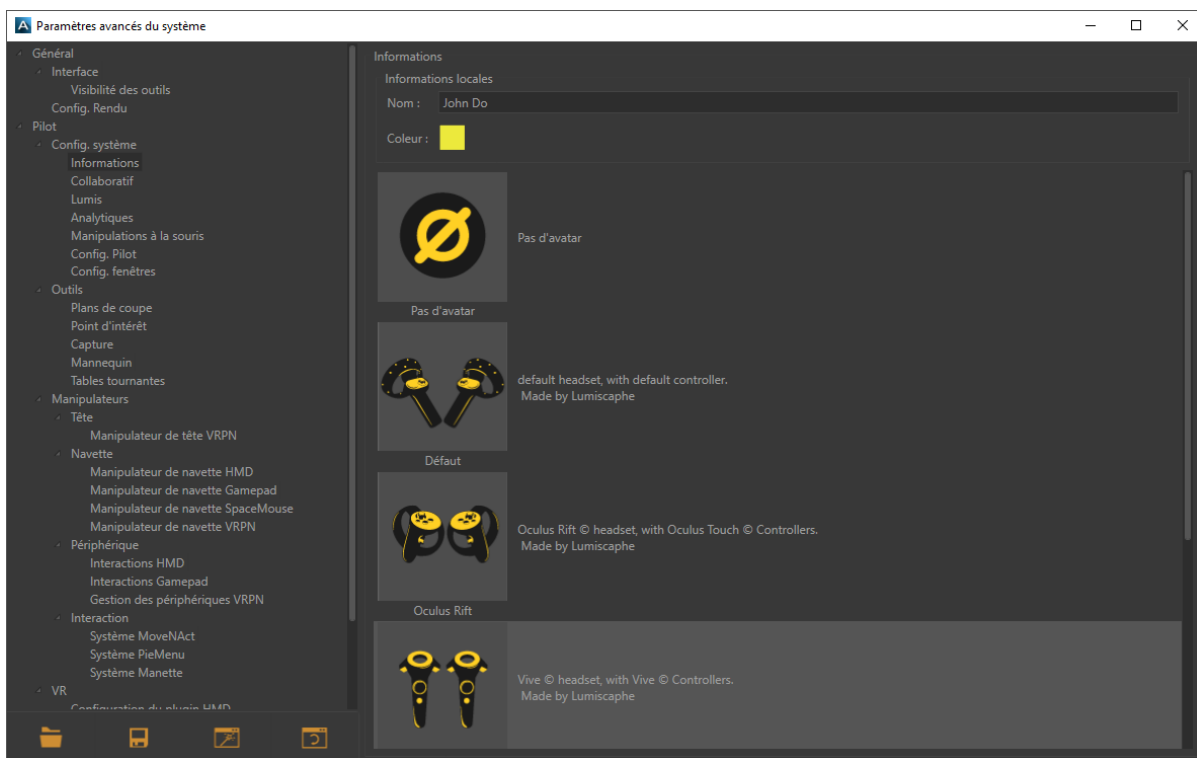 Paramètres avancés du système
Général
Interface
Visibilité des outils
Config. Rendu
Pilot
Config. système
Informations
Collaboratif
Lumis
Analytiques
Manipulations à la souris
Config. Pilot
Config. fenêtres
Outils
Plans de coupe
Point d'intérêt
Capture
Mannequin
Tables tournantes
Manipulateurs
Tête
Manipulateur de tête VRPN
Navette
Manipulateur de navette HMD
Manipulateur de navette Gamepad
Manipulateur de navette SpaceMouse
Manipulateur de navette VRPN
Périphérique
Interactions HMD
Interactions Gamepad
Gestion des périphériques VRPN
Interaction
Système MoveNAct
Système PieMenu
Système Manette
VR
Configuration du plugin HMD
Informations
Informations locales
Nom : John Do
Coleur :
Pas d'avatar
Pas d'avatar
default headset, with default controller.
Made by Lumiscaphe
Défaut
Oculus Rift © headset, with Oculus Touch © Controllers.
Made by Lumiscaphe
Oculus Rift
Vive © headset, with Vive © Controllers.
Made by Lumiscaphe